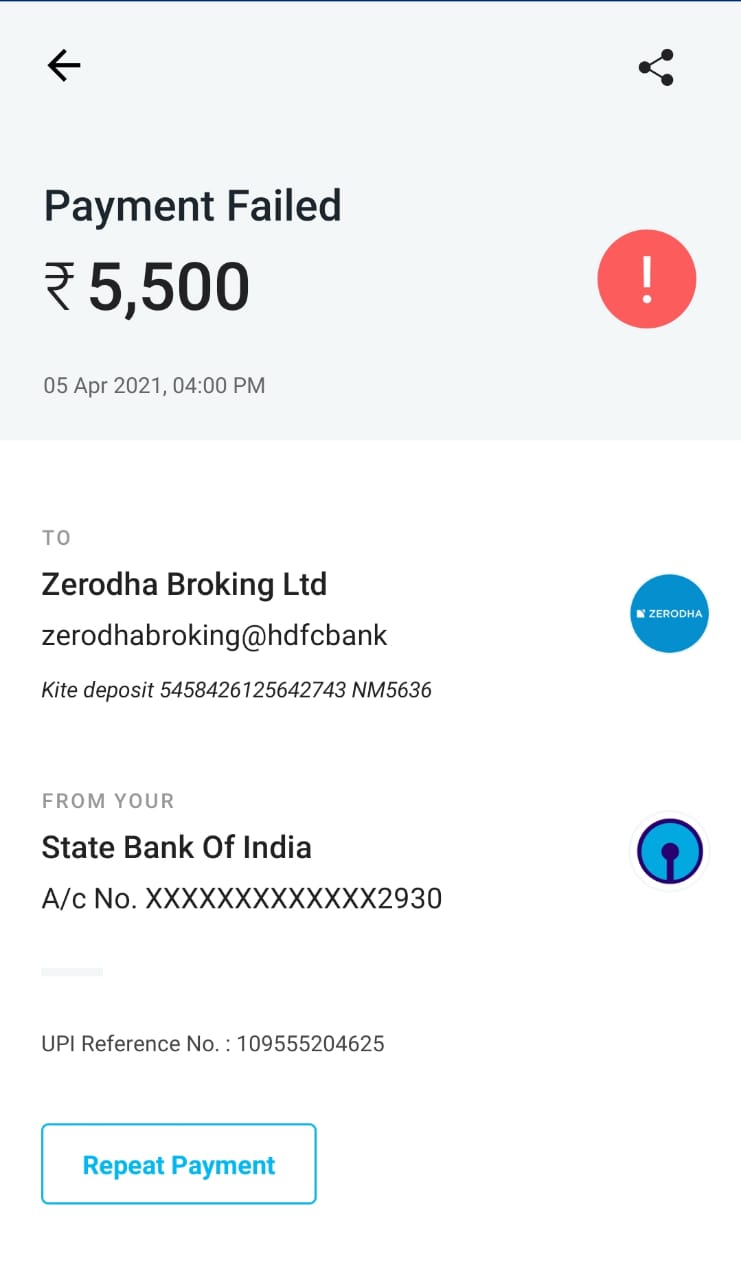 Payment Failed
₹ 5,500
05 Apr 2021, 04:00 PM
TO
Zerodha Broking Ltd
ZERODHA
zerodhabroking@hdfcbank
Kite deposit 5458426125642743 NM5636
FROM YOUR
State Bank Of India
A/c No. XXXXXXXXXXXXX2930
UPI Reference No. : 109555204625
Repeat Payment